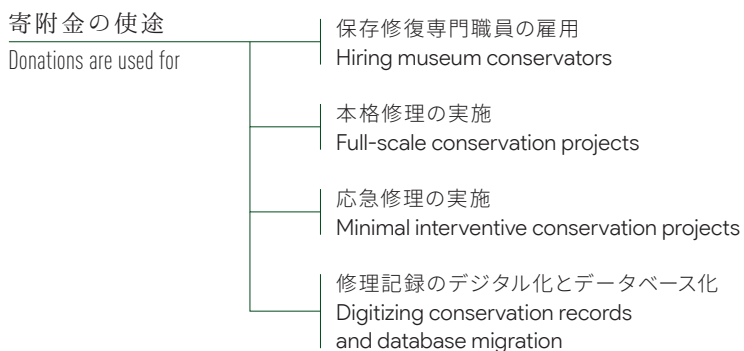 寄附金の使途
Donations are used for
保存修復専門職員の雇用
Hiring museum conservators
本格修理の実施
Full-scale conservation projects
応急修理の実施
Minimal interventive conservation projects
修理記録のデジタル化とデータベース化
Digitizing conservation records
and database migration